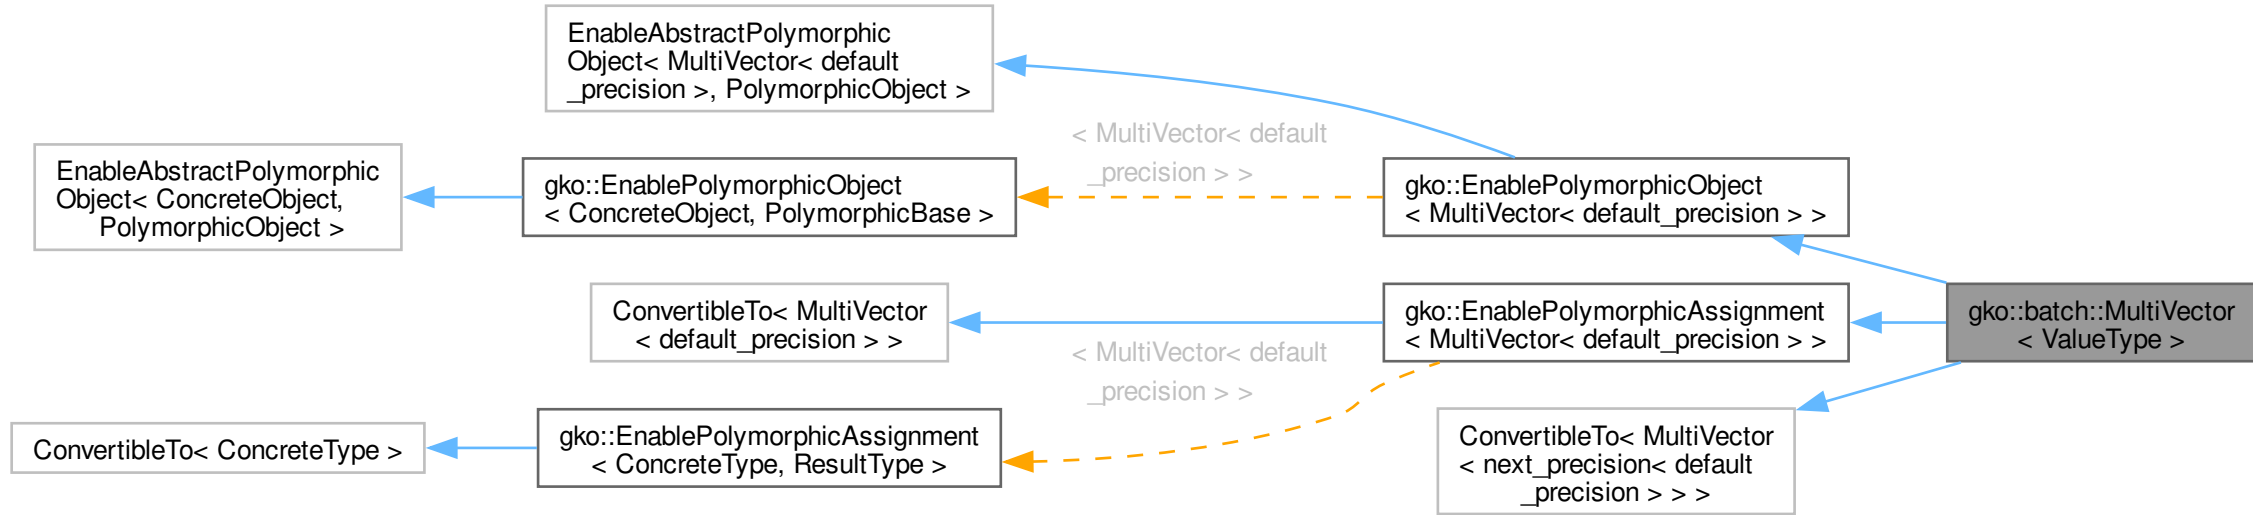 EnableAbstractPolymorphic
Object< MultiVector< default
_precision >, PolymorphicObject >
EnableAbstractPolymorphic
Object< ConcreteObject,
PolymorphicObject >
gko::EnablePolymorphicObject
< ConcreteObject, PolymorphicBase >
< MultiVector< default
_precision > >
gko::EnablePolymorphicObject
< MultiVector< default_precision > >
ConvertibleTo< MultiVector
< default_precision > >
gko::EnablePolymorphicAssignment
< MultiVector< default_precision > >
gko::batch::MultiVector
< ValueType >
< MultiVector< default
_precision > >
ConvertibleTo< ConcreteType >
gko::EnablePolymorphicAssignment
< ConcreteType, ResultType >
ConvertibleTo< MultiVector
< next_precision< default
_precision > > >